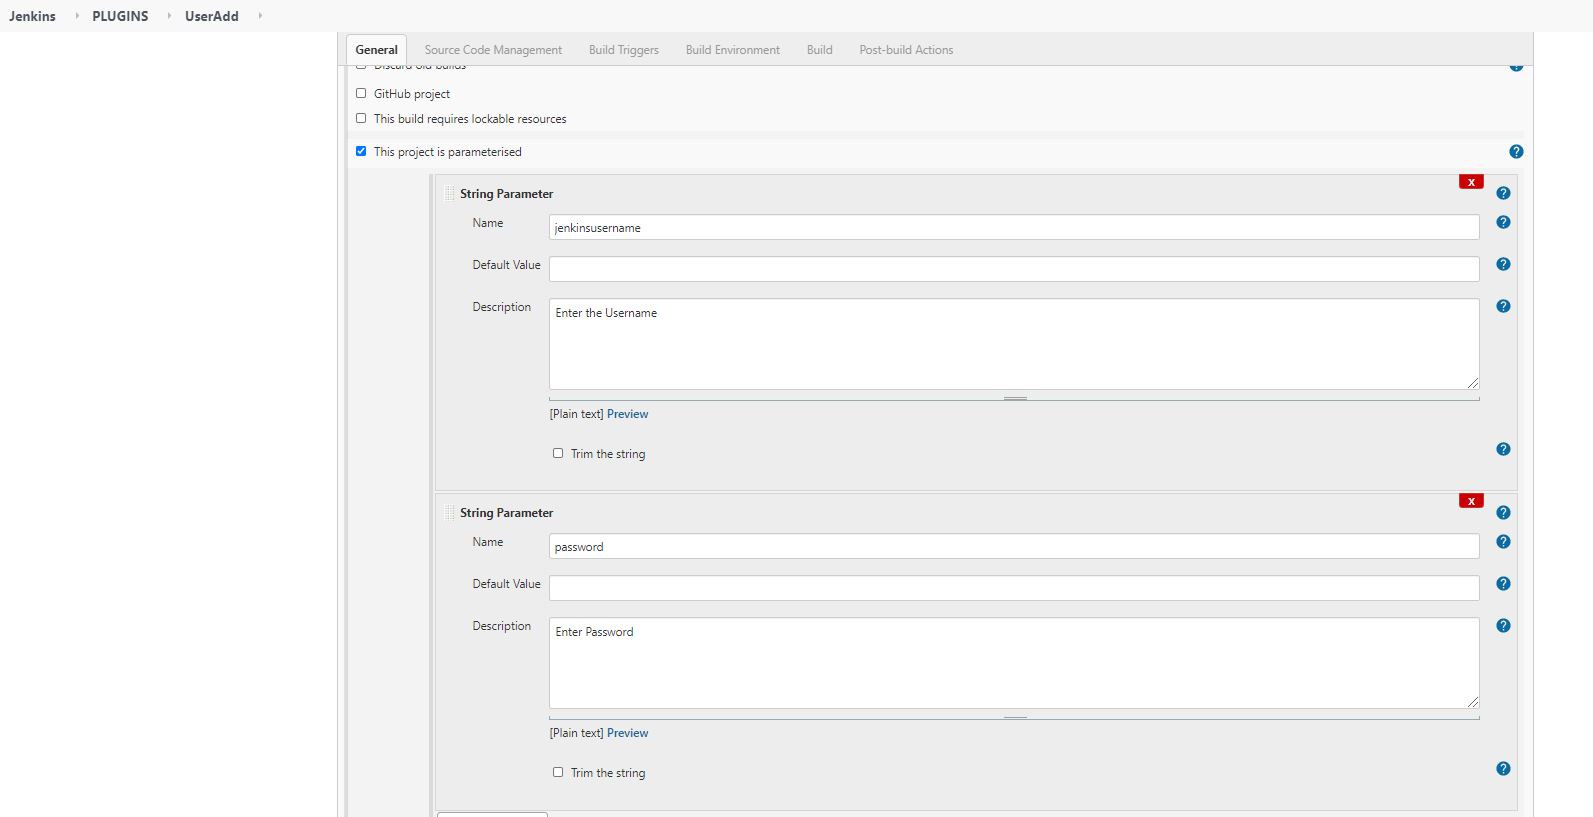 Jenkins PLUGINS UserAdd
General Source Code Management Build Triggers Build Environment Build Post-build Actions
Discard old builds
GitHub project
This build requires lockable resources
This project is parameterised
?
x
String Parameter
?
Name
jenkinsusername
?
Default Value
?
Description
Enter the Username
?
[Plain text] Preview
Trim the string
?
x
String Parameter
?
Name
password
?
Default Value
?
Description
Enter Password
?
[Plain text] Preview
Trim the string
?